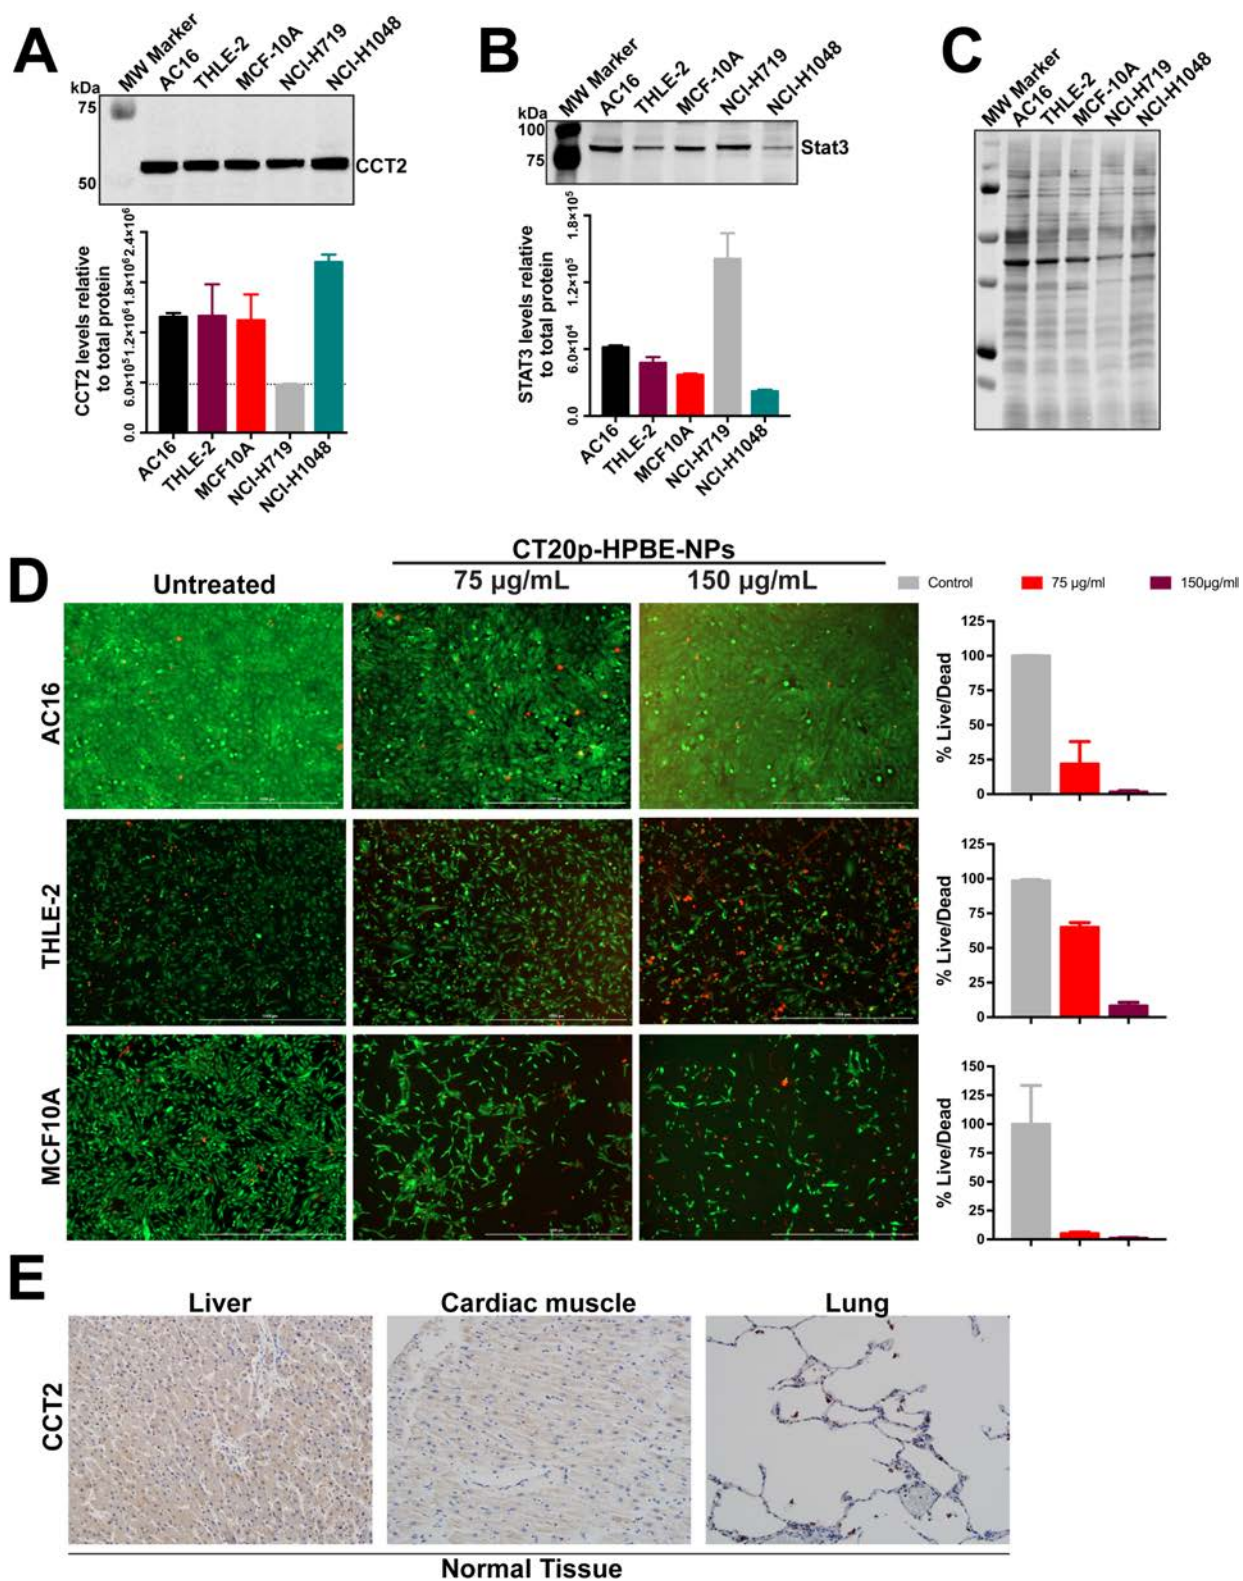 A
MW Marker
AC16
THLE-2
MCF-10A
NCI-H719
NCI-H1048
kDa
75
50
CCT2
CCT2 levels relative
to total protein
2.4×10⁶
1.8×10⁶
1.2×10⁶
6.0×10⁵
0.0
AC16
THLE-2
MCF10A
NCI-H719
NCI-H1048
B
MW Marker
AC16
THLE-2
MCF-10A
NCI-H719
NCI-H1048
kDa
100
75
Stat3
STAT3 levels relative
to total protein
1.8×10⁵
1.2×10⁵
6.0×10⁴
0.0
AC16
THLE-2
MCF10A
NCI-H719
NCI-H1048
C
MW Marker
AC16
THLE-2
MCF-10A
NCI-H719
NCI-H1048
D
CT20p-HPBE-NPs
Untreated
75 µg/mL
150 µg/mL
Control
75 µg/ml
150µg/ml
AC16
% Live/Dead
125
100
75
50
25
0
THLE-2
% Live/Dead
125
100
75
50
25
0
MCF10A
% Live/Dead
150
125
100
75
50
25
0
E
Liver
Cardiac muscle
Lung
CCT2
Normal Tissue